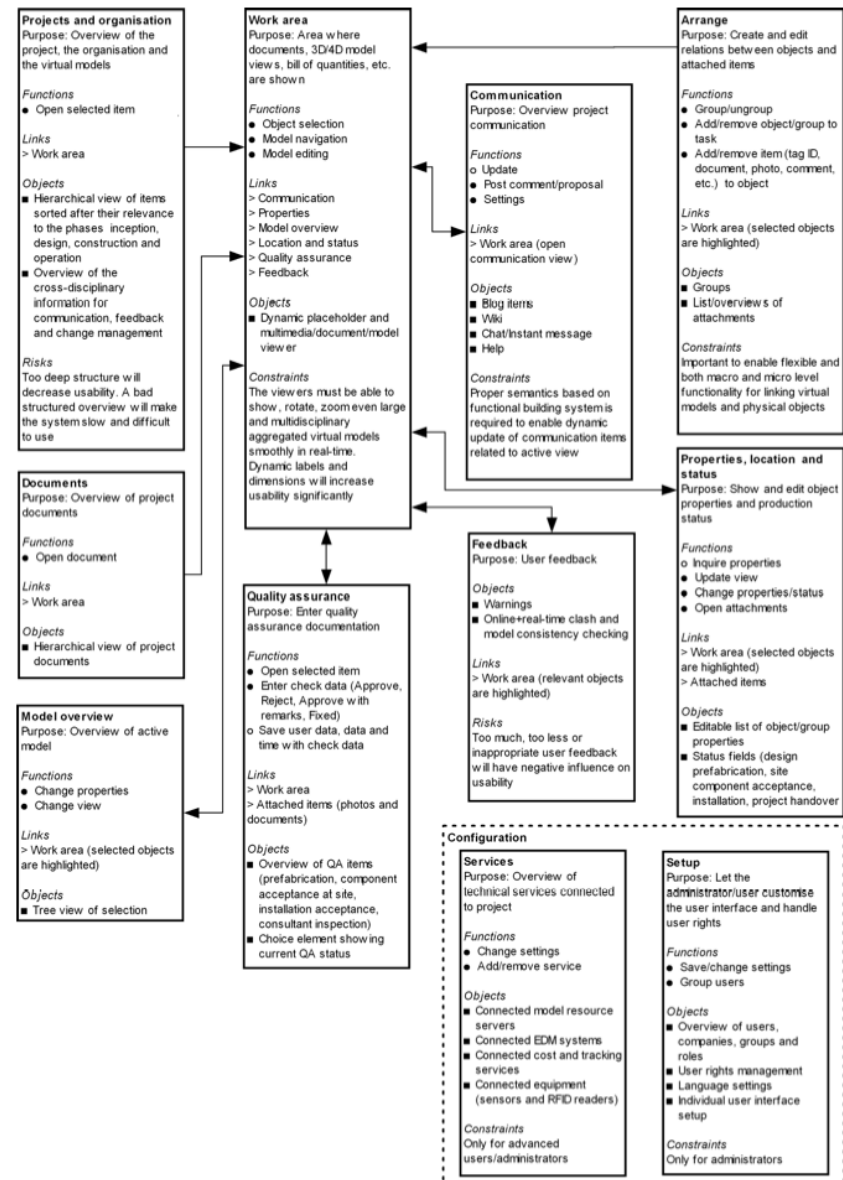 Projects and organisation
Purpose: Overview of the
project, the organisation and
the virtual models
Functions
● Open selected item
Links
> Work area
Objects
■ Hierarchical view of items
sorted after their relevance
to the phases inception,
design, construction and
operation
■ Overview of the
cross-disciplinary
information for
communication, feedback
and change management
Risks
Too deep structure will
decrease usability. A bad
structured overview will make
the system slow and difficult
to use
Documents
Purpose: Overview of project
documents
Functions
● Open document
Links
> Work area
Objects
■ Hierarchical view of project
documents
Model overview
Purpose: Overview of active
model
Functions
● Change properties
● Change view
Links
> Work area (selected objects
are highlighted)
Objects
■ Tree view of selection
Work area
Purpose: Area where
documents, 3D/4D model
views, bill of quantities, etc.
are shown
Functions
● Object selection
● Model navigation
● Model editing
Links
> Communication
> Properties
> Model overview
> Location and status
> Quality assurance
> Feedback
Objects
■ Dynamic placeholder and
multimedia/document/model
viewer
Constraints
The viewers must be able to
show, rotate, zoom even large
and multidisciplinary
aggregated virtual models
smoothly in real-time.
Dynamic labels and
dimensions will increase
usability significantly
Quality assurance
Purpose: Enter quality
assurance documentation
Functions
● Open selected item
● Enter check data (Approve,
Reject, Approve with
remarks, Fixed)
○ Save user data, data and
time with check data
Links
> Work area
> Attached items (photos and
documents)
Objects
■ Overview of QA items
(prefabrication, component
acceptance at site,
installation acceptance,
consultant inspection)
■ Choice element showing
current QA status
Communication
Purpose: Overview project
communication
Functions
○ Update
● Post comment/proposal
● Settings
Links
> Work area (open
communication view)
Objects
■ Blog items
■ Wiki
■ Chat/Instant message
■ Help
Constraints
Proper semantics based on
functional building system is
required to enable dynamic
update of communication items
related to active view
Feedback
Purpose: User feedback
Objects
■ Warnings
■ Online+real-time clash and
model consistency checking
Links
> Work area (relevant objects
are highlighted)
Risks
Too much, too less or
inappropriate user feedback
will have negative influence on
usability
Arrange
Purpose: Create and edit
relations between objects and
attached items
Functions
● Group/ungroup
● Add/remove object/group to
task
● Add/remove item (tag ID,
document, photo, comment,
etc.) to object
Links
> Work area (selected objects
are highlighted)
Objects
■ Groups
■ List/overviews of
attachments
Constraints
Important to enable flexible and
both macro and micro level
functionality for linking virtual
models and physical objects
Properties, location and
status
Purpose: Show and edit object
properties and production
status
Functions
○ Inquire properties
● Update view
● Change properties/status
● Open attachments
Links
> Work area (selected objects
are highlighted)
> Attached items
Objects
■ Editable list of object/group
properties
■ Status fields (design
prefabrication, site
component acceptance,
installation, project handover
Configuration
Services
Purpose: Overview of
technical services connected
to project
Functions
● Change settings
● Add/remove service
Objects
■ Connected model resource
servers
■ Connected EDM systems
■ Connected cost and tracking
services
■ Connected equipment
(sensors and RFID readers)
Constraints
Only for advanced
users/administrators
Setup
Purpose: Let the
administrator/user customise
the user interface and handle
user rights
Functions
● Save/change settings
● Group users
Objects
■ Overview of users,
companies, groups and
roles
■ User rights management
■ Language settings
■ Individual user interface
setup
Constraints
Only for administrators